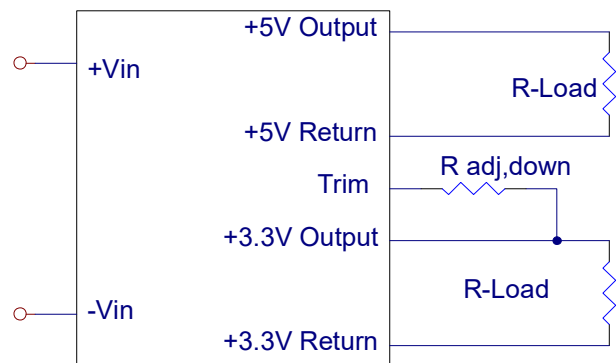 +5V Output
+Vin
R-Load
+5V Return
R adj,down
Trim
+3.3V Output
R-Load
-Vin
+3.3V Return